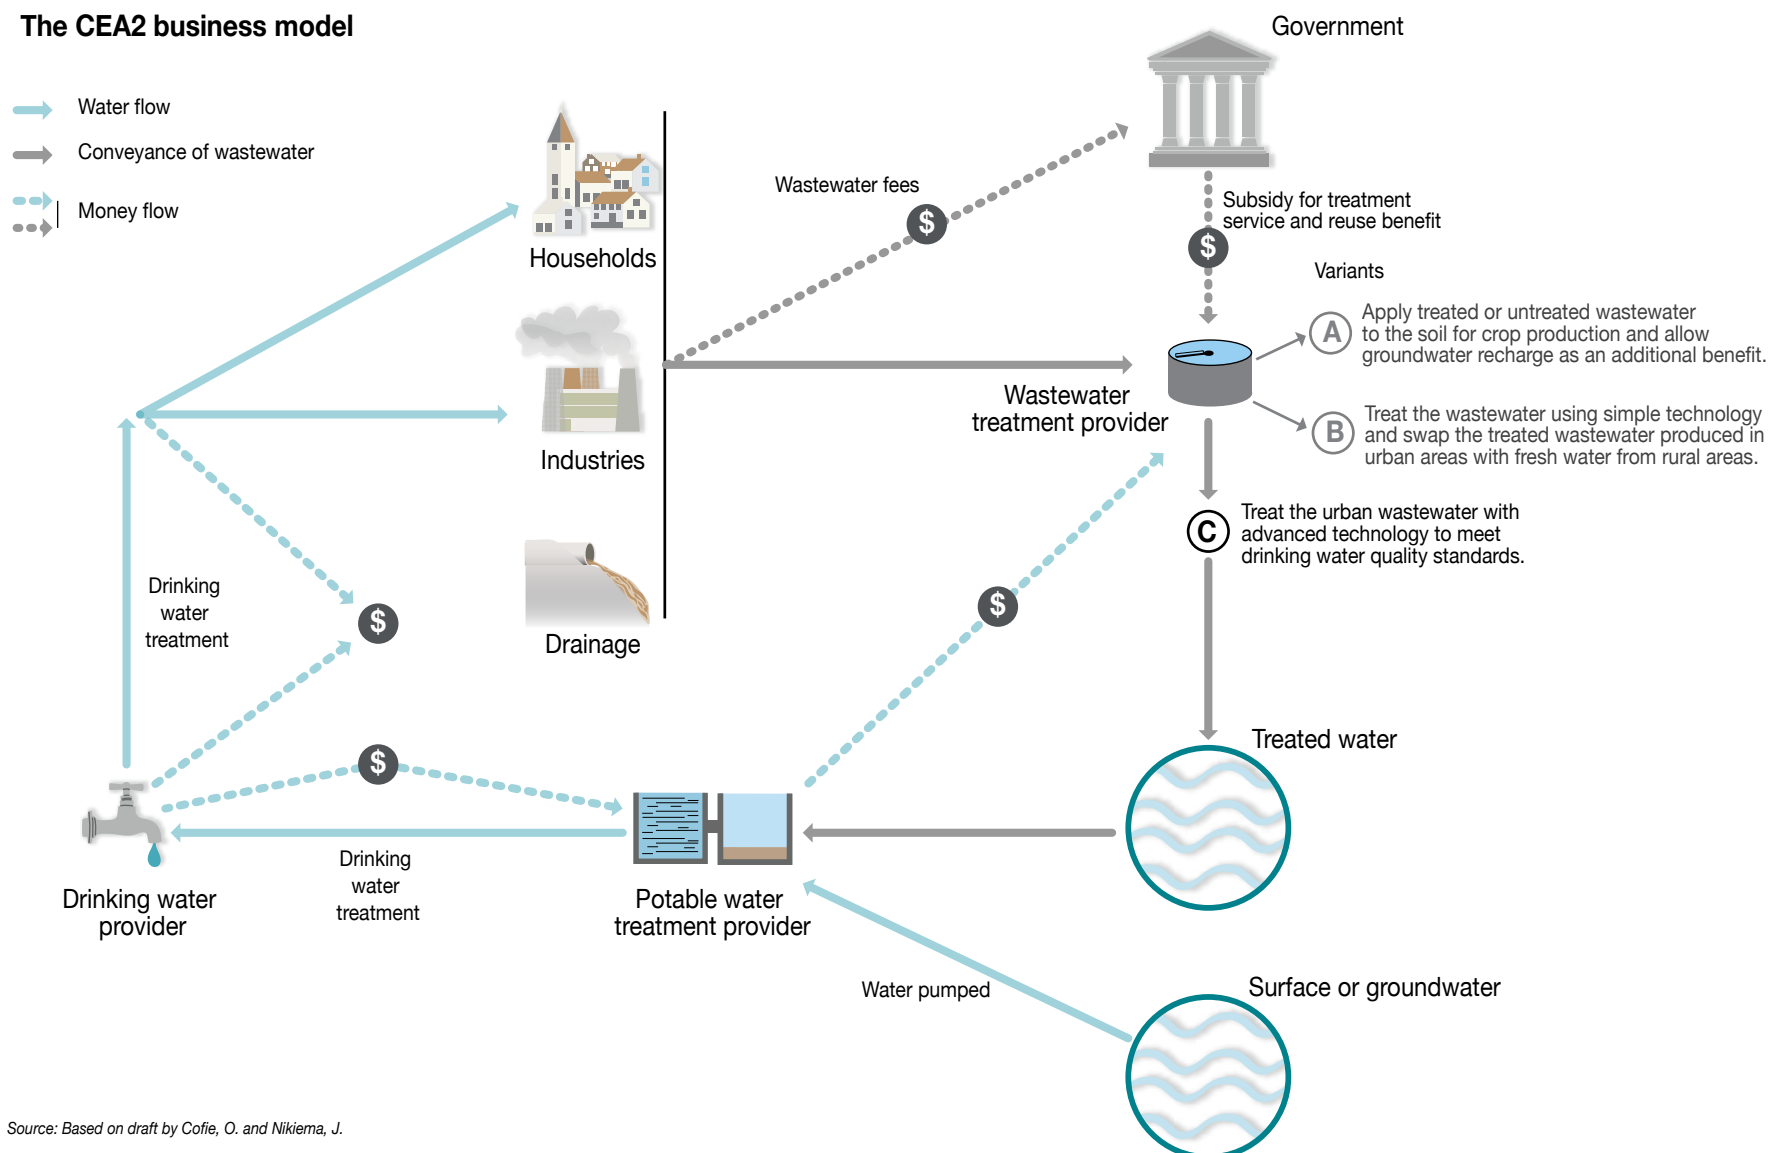 The CEA2 business model
Water flow
Conveyance of wastewater
Money flow
Government
Wastewater fees
$
Subsidy for treatment
service and reuse benefit
$
Households
Variants
A
Apply treated or untreated wastewater
to the soil for crop production and allow
groundwater recharge as an additional benefit.
Wastewater
treatment provider
B
Treat the wastewater using simple technology
and swap the treated wastewater produced in
urban areas with fresh water from rural areas.
Industries
C
Treat the urban wastewater with
advanced technology to meet
drinking water quality standards.
Drinking
water
treatment
$
$
Drainage
Treated water
$
Drinking water
provider
Drinking
water
treatment
Potable water
treatment provider
Water pumped
Surface or groundwater
Source: Based on draft by Cofie, O. and Nikiema, J.